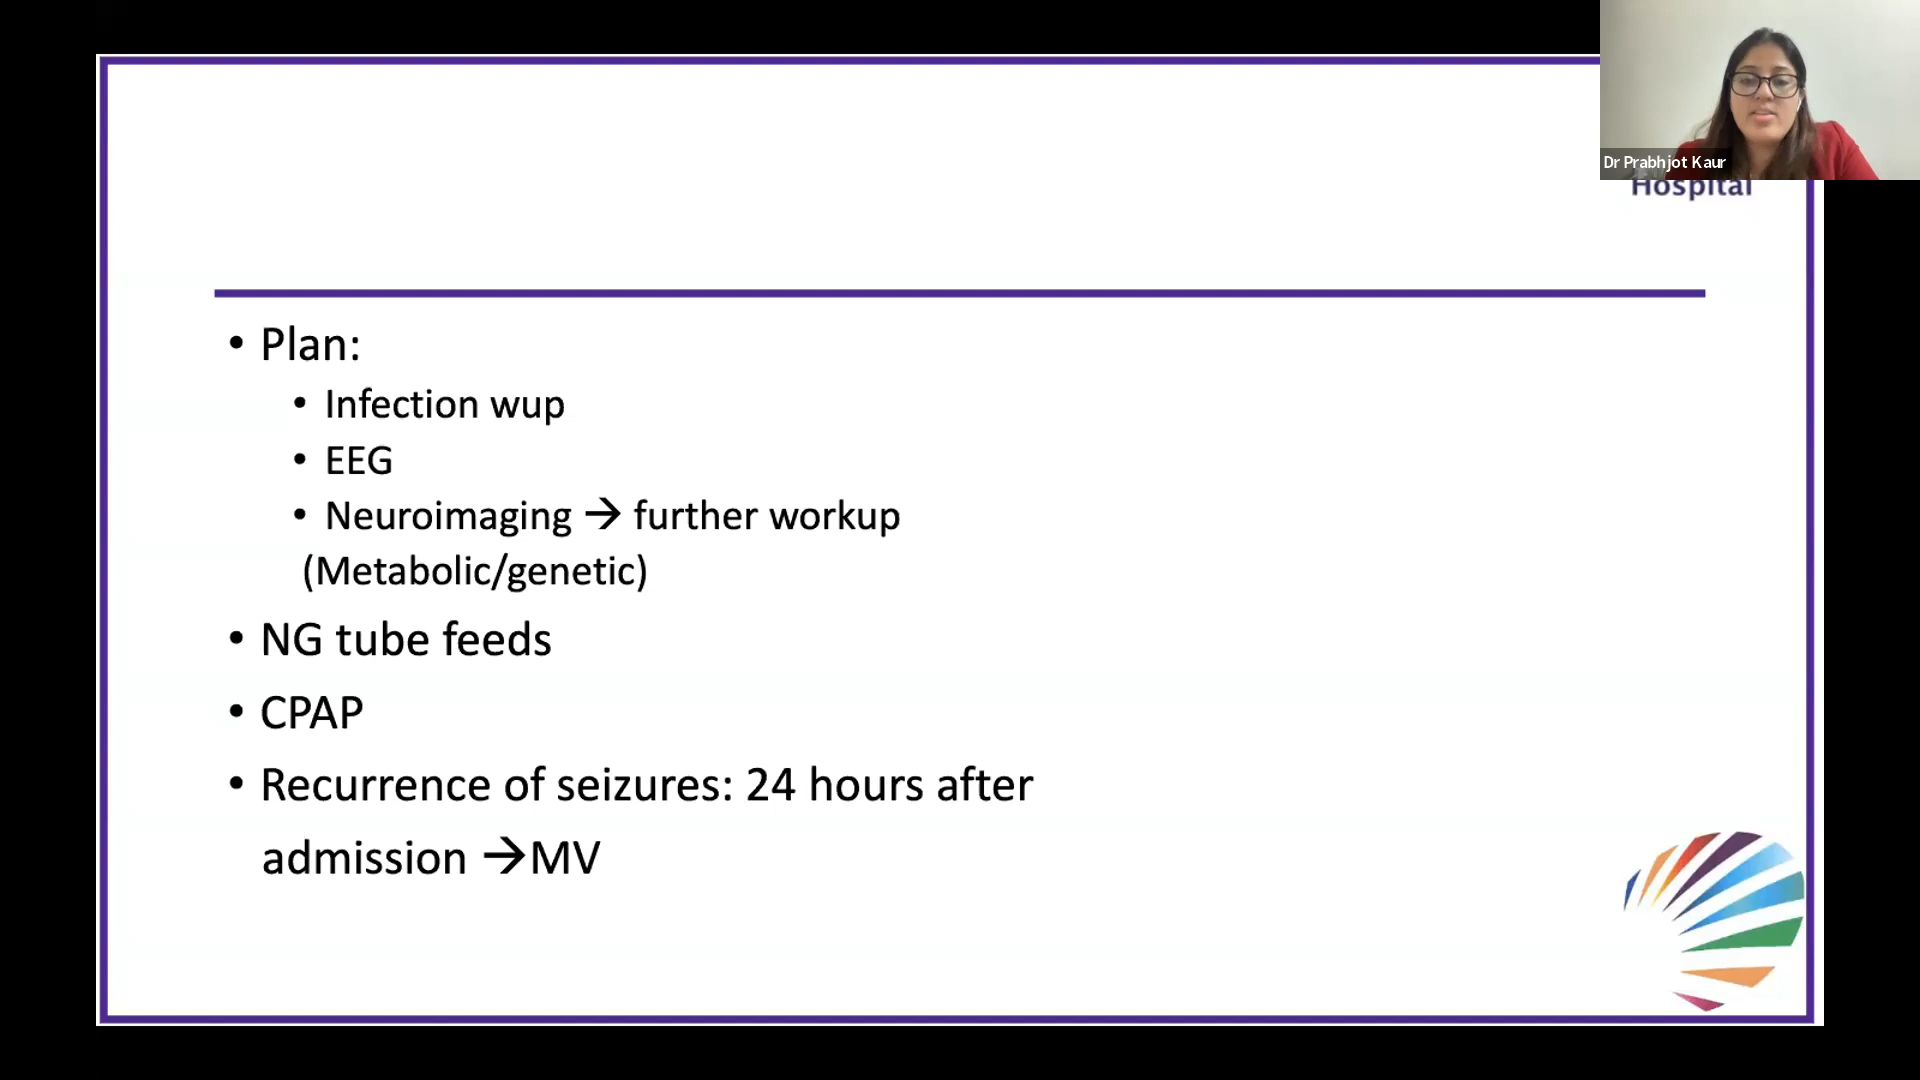 Dr Prabhjot Kaur
Hospital
• Plan:
• Infection wup
• EEG
• Neuroimaging → further workup
(Metabolic/genetic)
• NG tube feeds
• CPAP
• Recurrence of seizures: 24 hours after
admission →MV